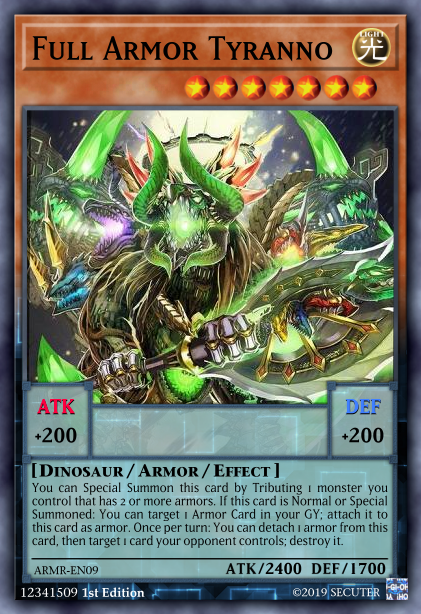 Full Armor Tyranno
LIGHT
光
ATK
+200
DEF
+200
[ Dinosaur / Armor / Effect ]
You can Special Summon this card by Tributing 1 monster you
control that has 2 or more armors. If this card is Normal or Special
Summoned: You can target 1 Armor Card in your GY; attach it to
this card as armor. Once per turn: You can detach 1 armor from this
card, then target 1 card your opponent controls; destroy it.
ARMR-EN09
ATK/2400 DEF/1700
12341509 1st Edition
©2019 SECUTER